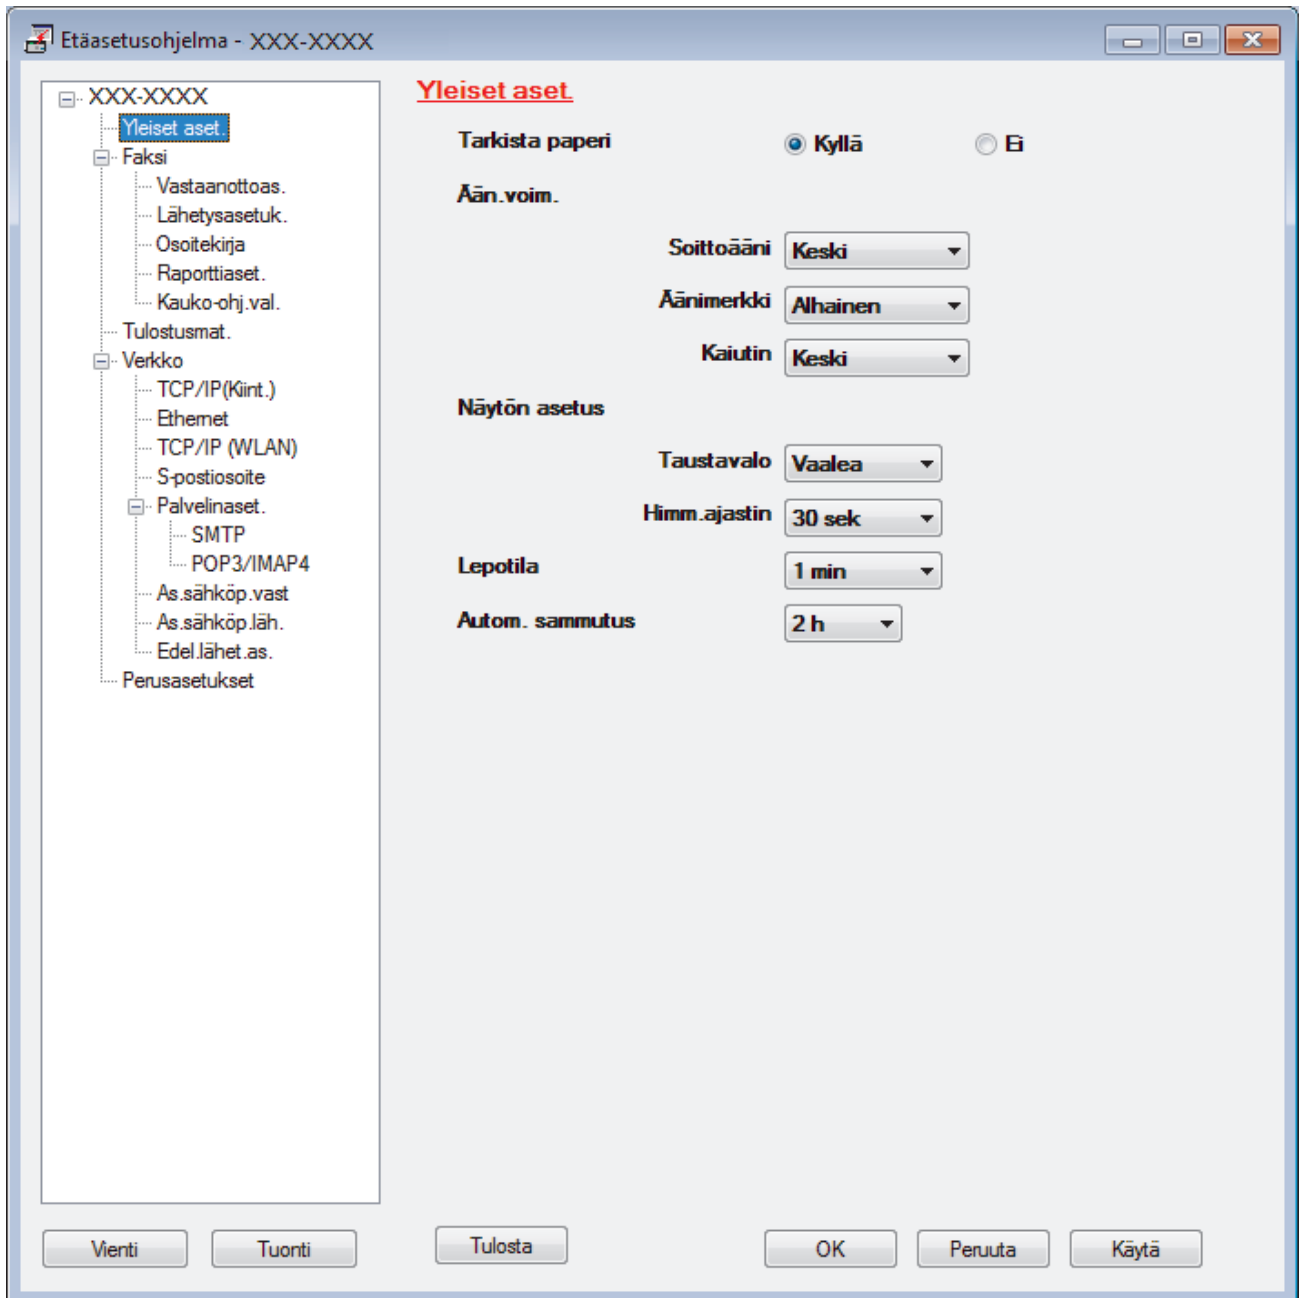 Etäasetusohjelma - XXX-XXXX
XXX-XXXX
Yleiset aset.
Faksi
Vastaanottoas.
Lähetysasetuk.
Osoitekirja
Raporttiaset.
Kauko-ohj.val.
Tulostusmat.
Verkko
TCP/IP(Kiint.)
Ethernet
TCP/IP (WLAN)
S-postiosoite
Palvelinaset.
SMTP
POP3/IMAP4
As.sähköp.vast
As.sähköp.läh.
Edel.lähet.as.
Perusasetukset
Yleiset aset.
Tarkista paperi Kyllä Ei
Ään.voim.
Soittoääni Keski
Äänimerkki Alhainen
Kaiutin Keski
Näytön asetus
Taustavalo Vaalea
Himm.ajastin 30 sek
Lepotila 1 min
Autom. sammutus 2 h
Vienti Tuonti Tulosta OK Peruuta Käytä